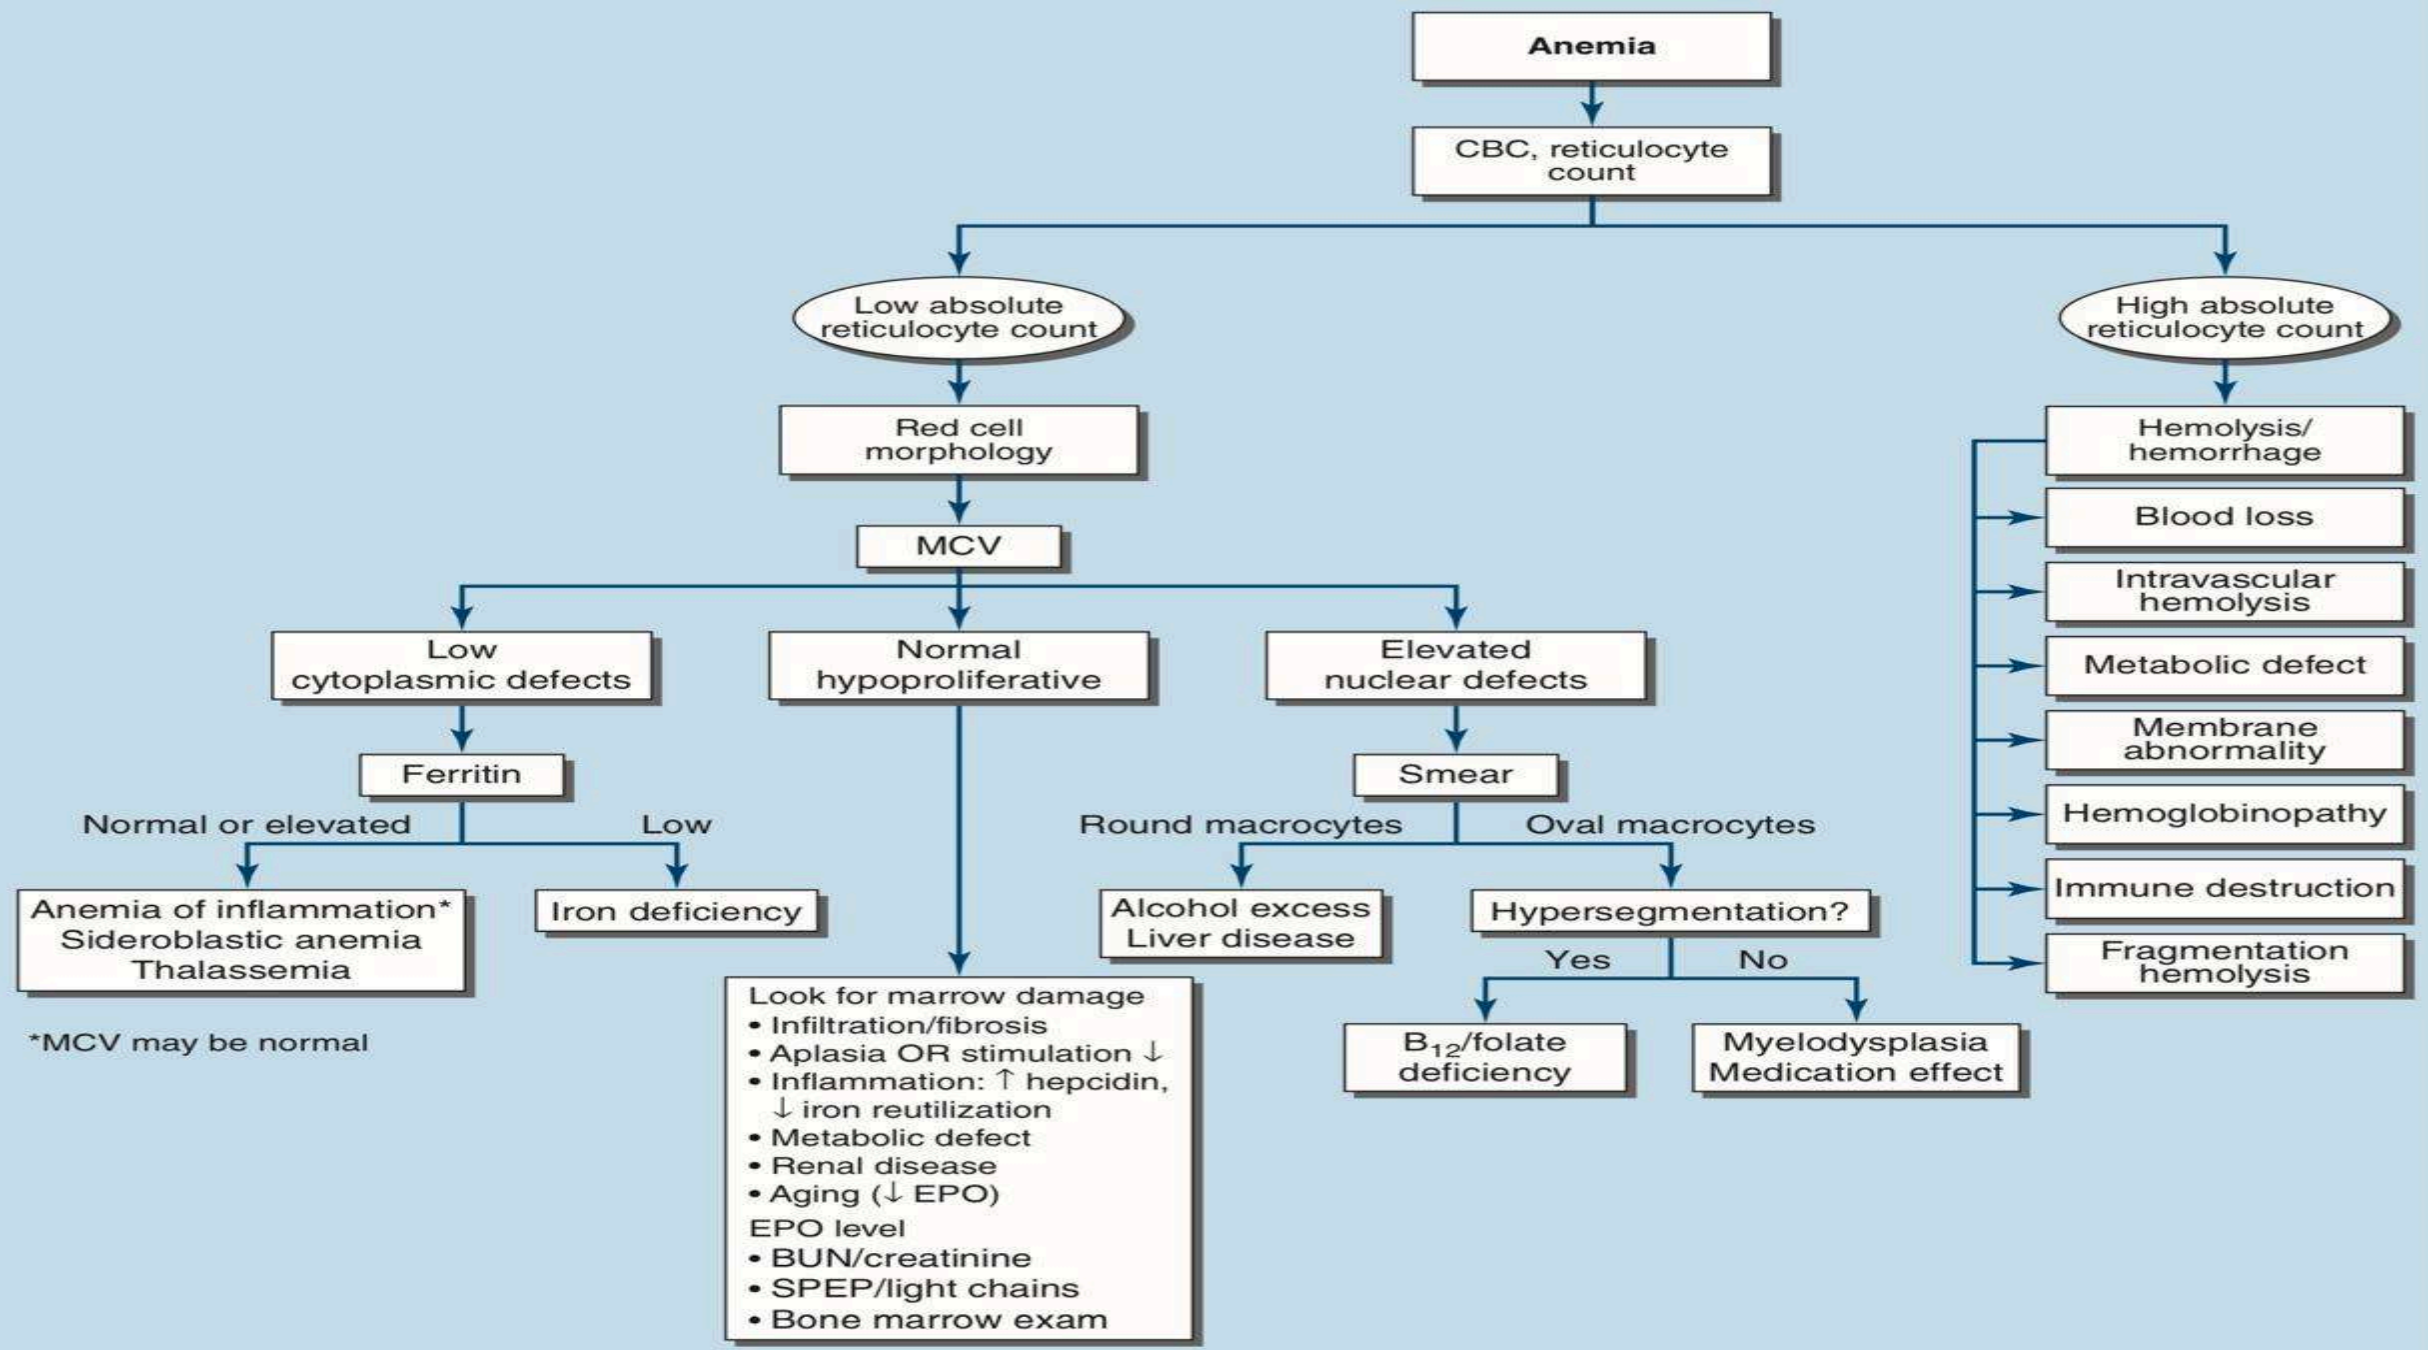 Anemia
CBC, reticulocyte
count
Low absolute
reticulocyte count
High absolute
reticulocyte count
Red cell
morphology
MCV
Low
cytoplasmic defects
Normal
hypoproliferative
Elevated
nuclear defects
Ferritin
Normal or elevated
Low
Anemia of inflammation*
Sideroblastic anemia
Thalassemia
Iron deficiency
*MCV may be normal
Look for marrow damage
• Infiltration/fibrosis
• Aplasia OR stimulation ↓
• Inflammation: ↑ hepcidin,
↓ iron reutilization
• Metabolic defect
• Renal disease
• Aging (↓ EPO)
EPO level
• BUN/creatinine
• SPEP/light chains
• Bone marrow exam
Smear
Round macrocytes
Oval macrocytes
Alcohol excess
Liver disease
Hypersegmentation?
Yes
No
B₁₂/folate
deficiency
Myelodysplasia
Medication effect
Hemolysis/
hemorrhage
Blood loss
Intravascular
hemolysis
Metabolic defect
Membrane
abnormality
Hemoglobinopathy
Immune destruction
Fragmentation
hemolysis